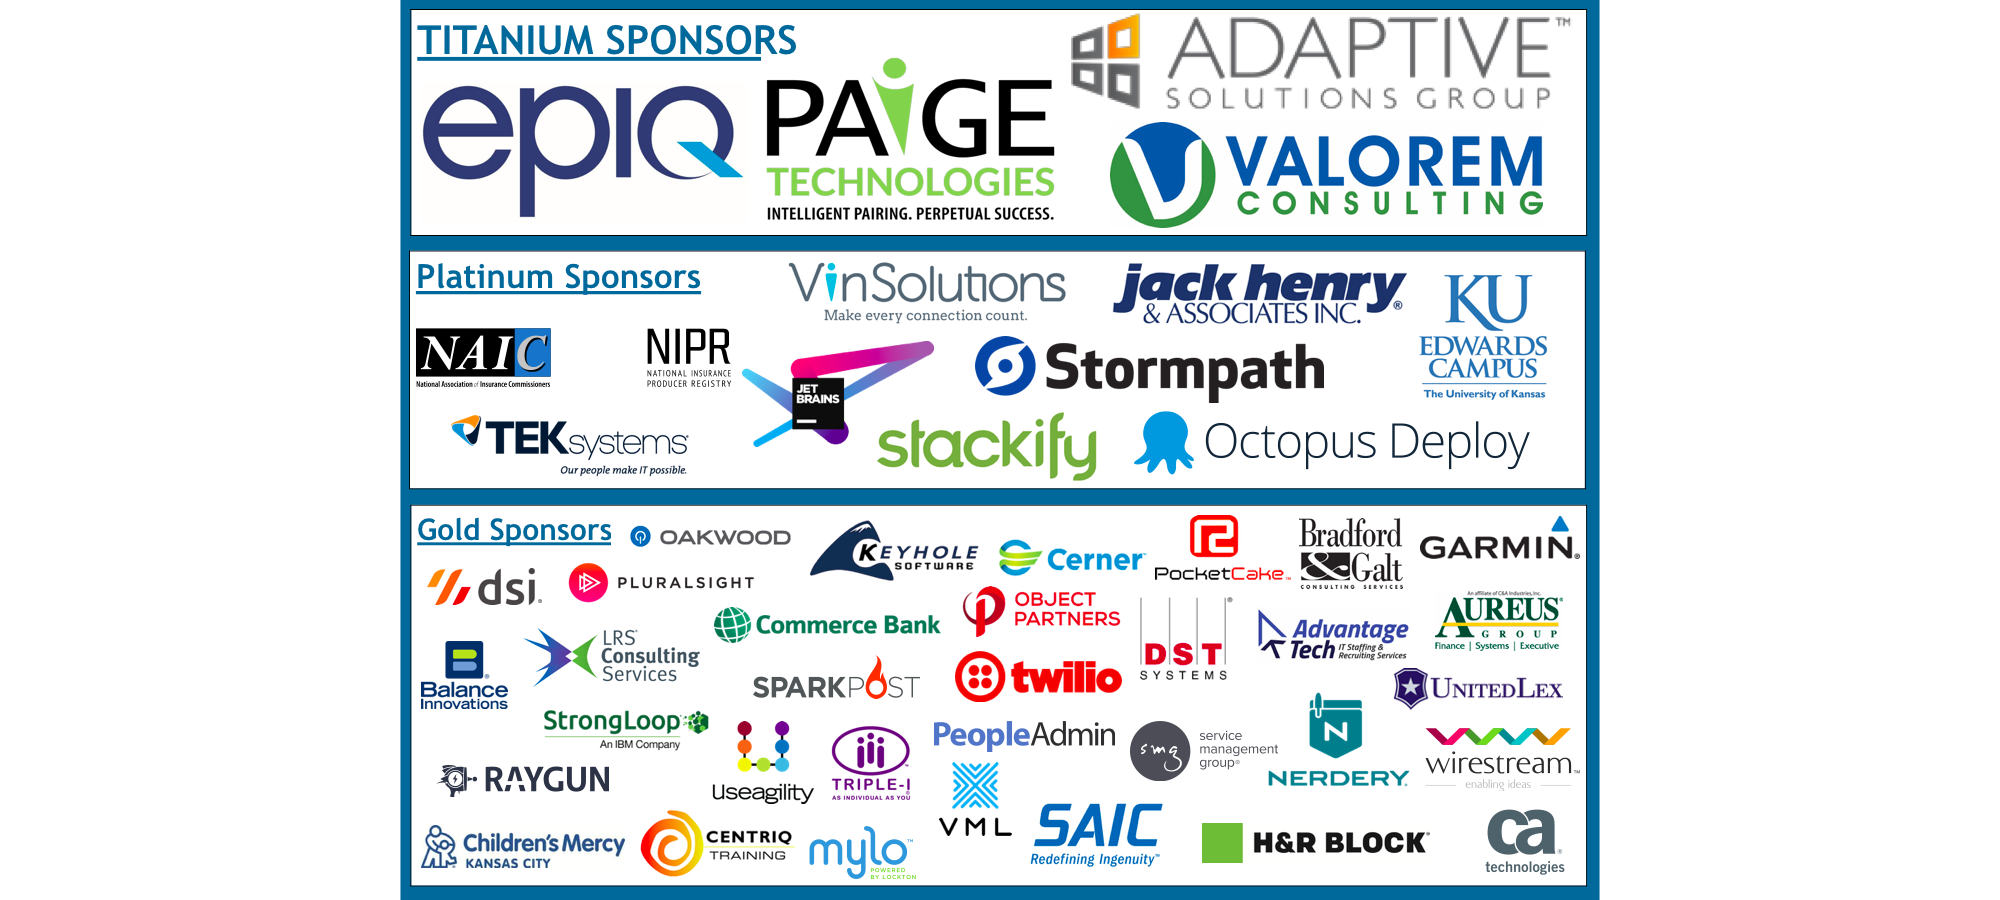 TITANIUM SPONSORS
epiq
PAiGE
TECHNOLOGIES
INTELLIGENT PAIRING. PERPETUAL SUCCESS.
ADAPTIVE™
SOLUTIONS GROUP
VALOREM
CONSULTING
Platinum Sponsors
VinSolutions
Make every connection count.
jack henry®
& ASSOCIATES INC.
KU
EDWARDS
CAMPUS
The University of Kansas
NAIC
National Association of Insurance Commissioners
NIPR
NATIONAL INSURANCE
PRODUCER REGISTRY
JET
BRAINS
Stormpath
TEKsystems
Our people make IT possible.
stackify
Octopus Deploy
Gold Sponsors
OAKWOOD
KEYHOLE
SOFTWARE
Cerner
PocketCake™
Bradford
& Galt
CONSULTING SERVICES
GARMIN®
dsi
PLURALSIGHT
Commerce Bank
OBJECT
PARTNERS
DST
SYSTEMS
Advantage
Tech IT Staffing &
Recruiting Services
An affiliate of C&A Industries, Inc.
AUREUS®
GROUP
Finance | Systems | Executive
Balance
Innovations
LRS®
Consulting
Services
SPARKPOST
twilio
UNITEDLEX
StrongLoop
An IBM Company
Useagility
TRIPLE-I
AS INDIVIDUAL AS YOU
PeopleAdmin
smg
service
management
group®
N
NERDERY
wirestream™
enabling ideas
RAYGUN
VML
Children's Mercy
KANSAS CITY
CENTRIQ
TRAINING
mylo™
POWERED
BY LOCKTON
SAIC
Redefining Ingenuity™
H&R BLOCK®
ca
technologies